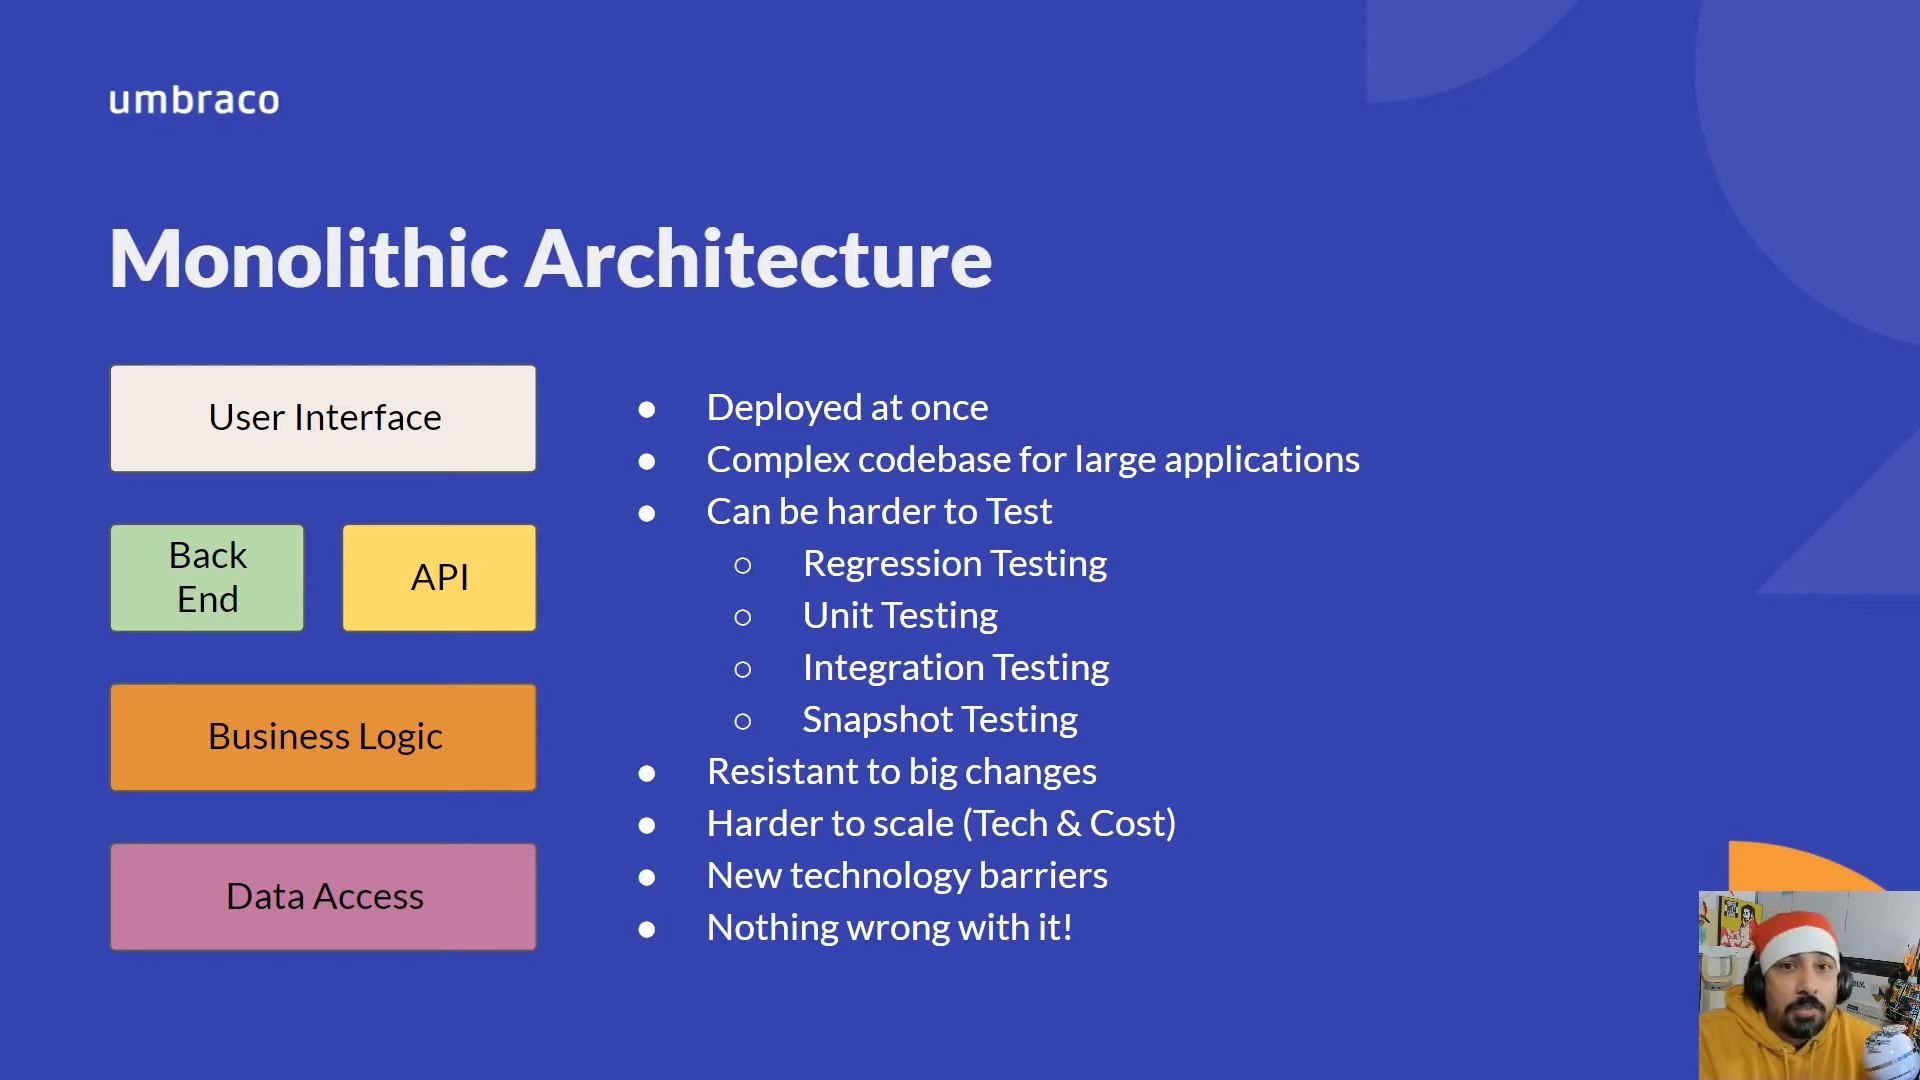 umbraco
Monolithic Architecture
User Interface
Back
End
API
Business Logic
Data Access
● Deployed at once
● Complex codebase for large applications
● Can be harder to Test
○ Regression Testing
○ Unit Testing
○ Integration Testing
○ Snapshot Testing
● Resistant to big changes
● Harder to scale (Tech & Cost)
● New technology barriers
● Nothing wrong with it!